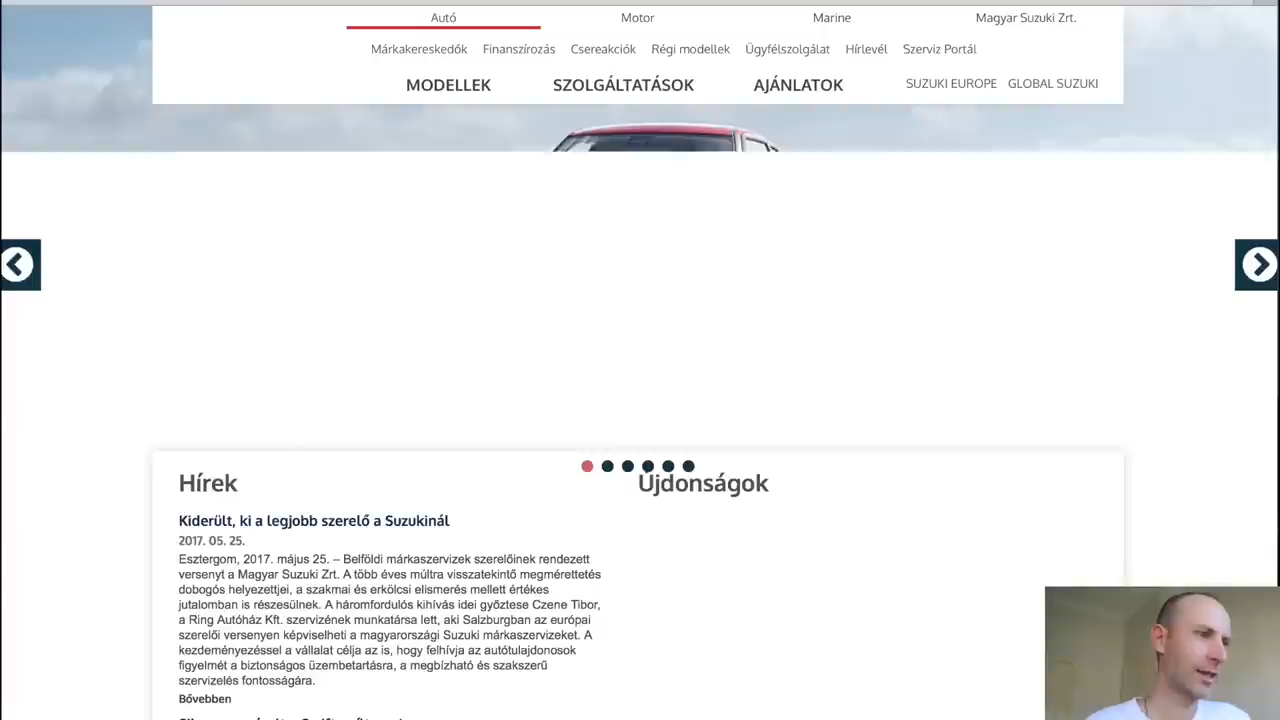 Autó Motor Marine Magyar Suzuki Zrt.
Márkakereskedők Finanszírozás Csereakciók Régi modellek Ügyfélszolgálat Hírlevél Szerviz Portál
MODELLEK SZOLGÁLTATÁSOK AJÁNLATOK SUZUKI EUROPE GLOBAL SUZUKI
Hírek
Kiderült, ki a legjobb szerelő a Suzukinál
2017. 05. 25.
Esztergom, 2017. május 25. – Belföldi márkaszervizek szerelőinek rendezett
versenyt a Magyar Suzuki Zrt. A több éves múltra visszatekintő megmérettetés
dobogós helyezettjei, a szakmai és erkölcsi elismerés mellett értékes
jutalomban is részesülnek. A háromfordulós kihívás idei győztese Czene Tibor,
a Ring Autóház Kft. szervizének munkatársa lett, aki Salzburgban az európai
szerelői versenyen képviselheti a magyarországi Suzuki márkaszervizeket. A
kezdeményezéssel a vállalat célja az is, hogy felhívja az autótulajdonosok
figyelmét a biztonságos üzembetartásra, a megbízható és szakszerű
szervizelés fontosságára.
Bővebben
Újdonságok